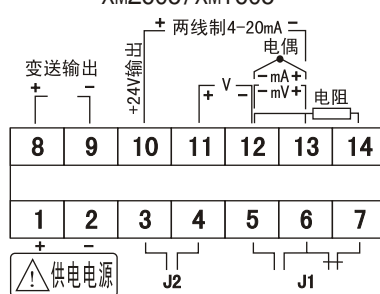 + 两线制4-20mA −
电偶
变送输出
+ −
+24V输出
+ V −
− mA +
− mV +
电阻
8 9 10 11 12 13 14
1 2 3 4 5 6 7
+ −
供电电源
J2
J1